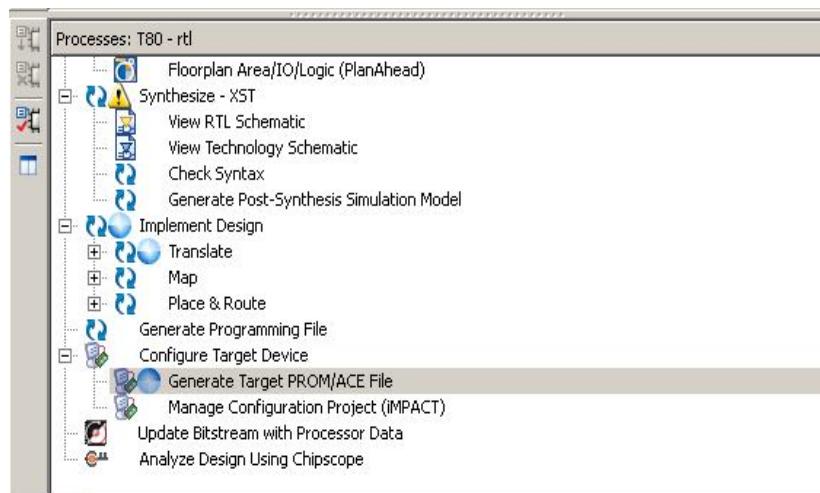 Processes: T80 - rtl
Floorplan Area/IO/Logic (PlanAhead)
Synthesize - XST
View RTL Schematic
View Technology Schematic
Check Syntax
Generate Post-Synthesis Simulation Model
Implement Design
Translate
Map
Place & Route
Generate Programming File
Configure Target Device
Generate Target PROM/ACE File
Manage Configuration Project (iMPACT)
Update Bitstream with Processor Data
Analyze Design Using Chipscope